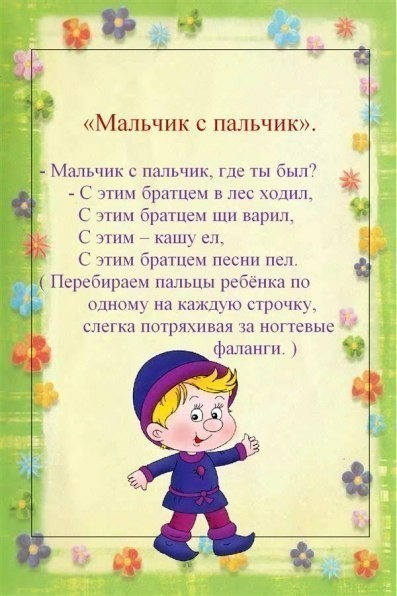 «Мальчик с пальчик».
- Мальчик с пальчик, где ты был?
- С этим братцем в лес ходил,
С этим братцем щи варил,
С этим – кашу ел,
С этим братцем песни пел.
( Перебираем пальцы ребёнка по
одному на каждую строчку,
слегка потряхивая за ногтевые
фаланги. )